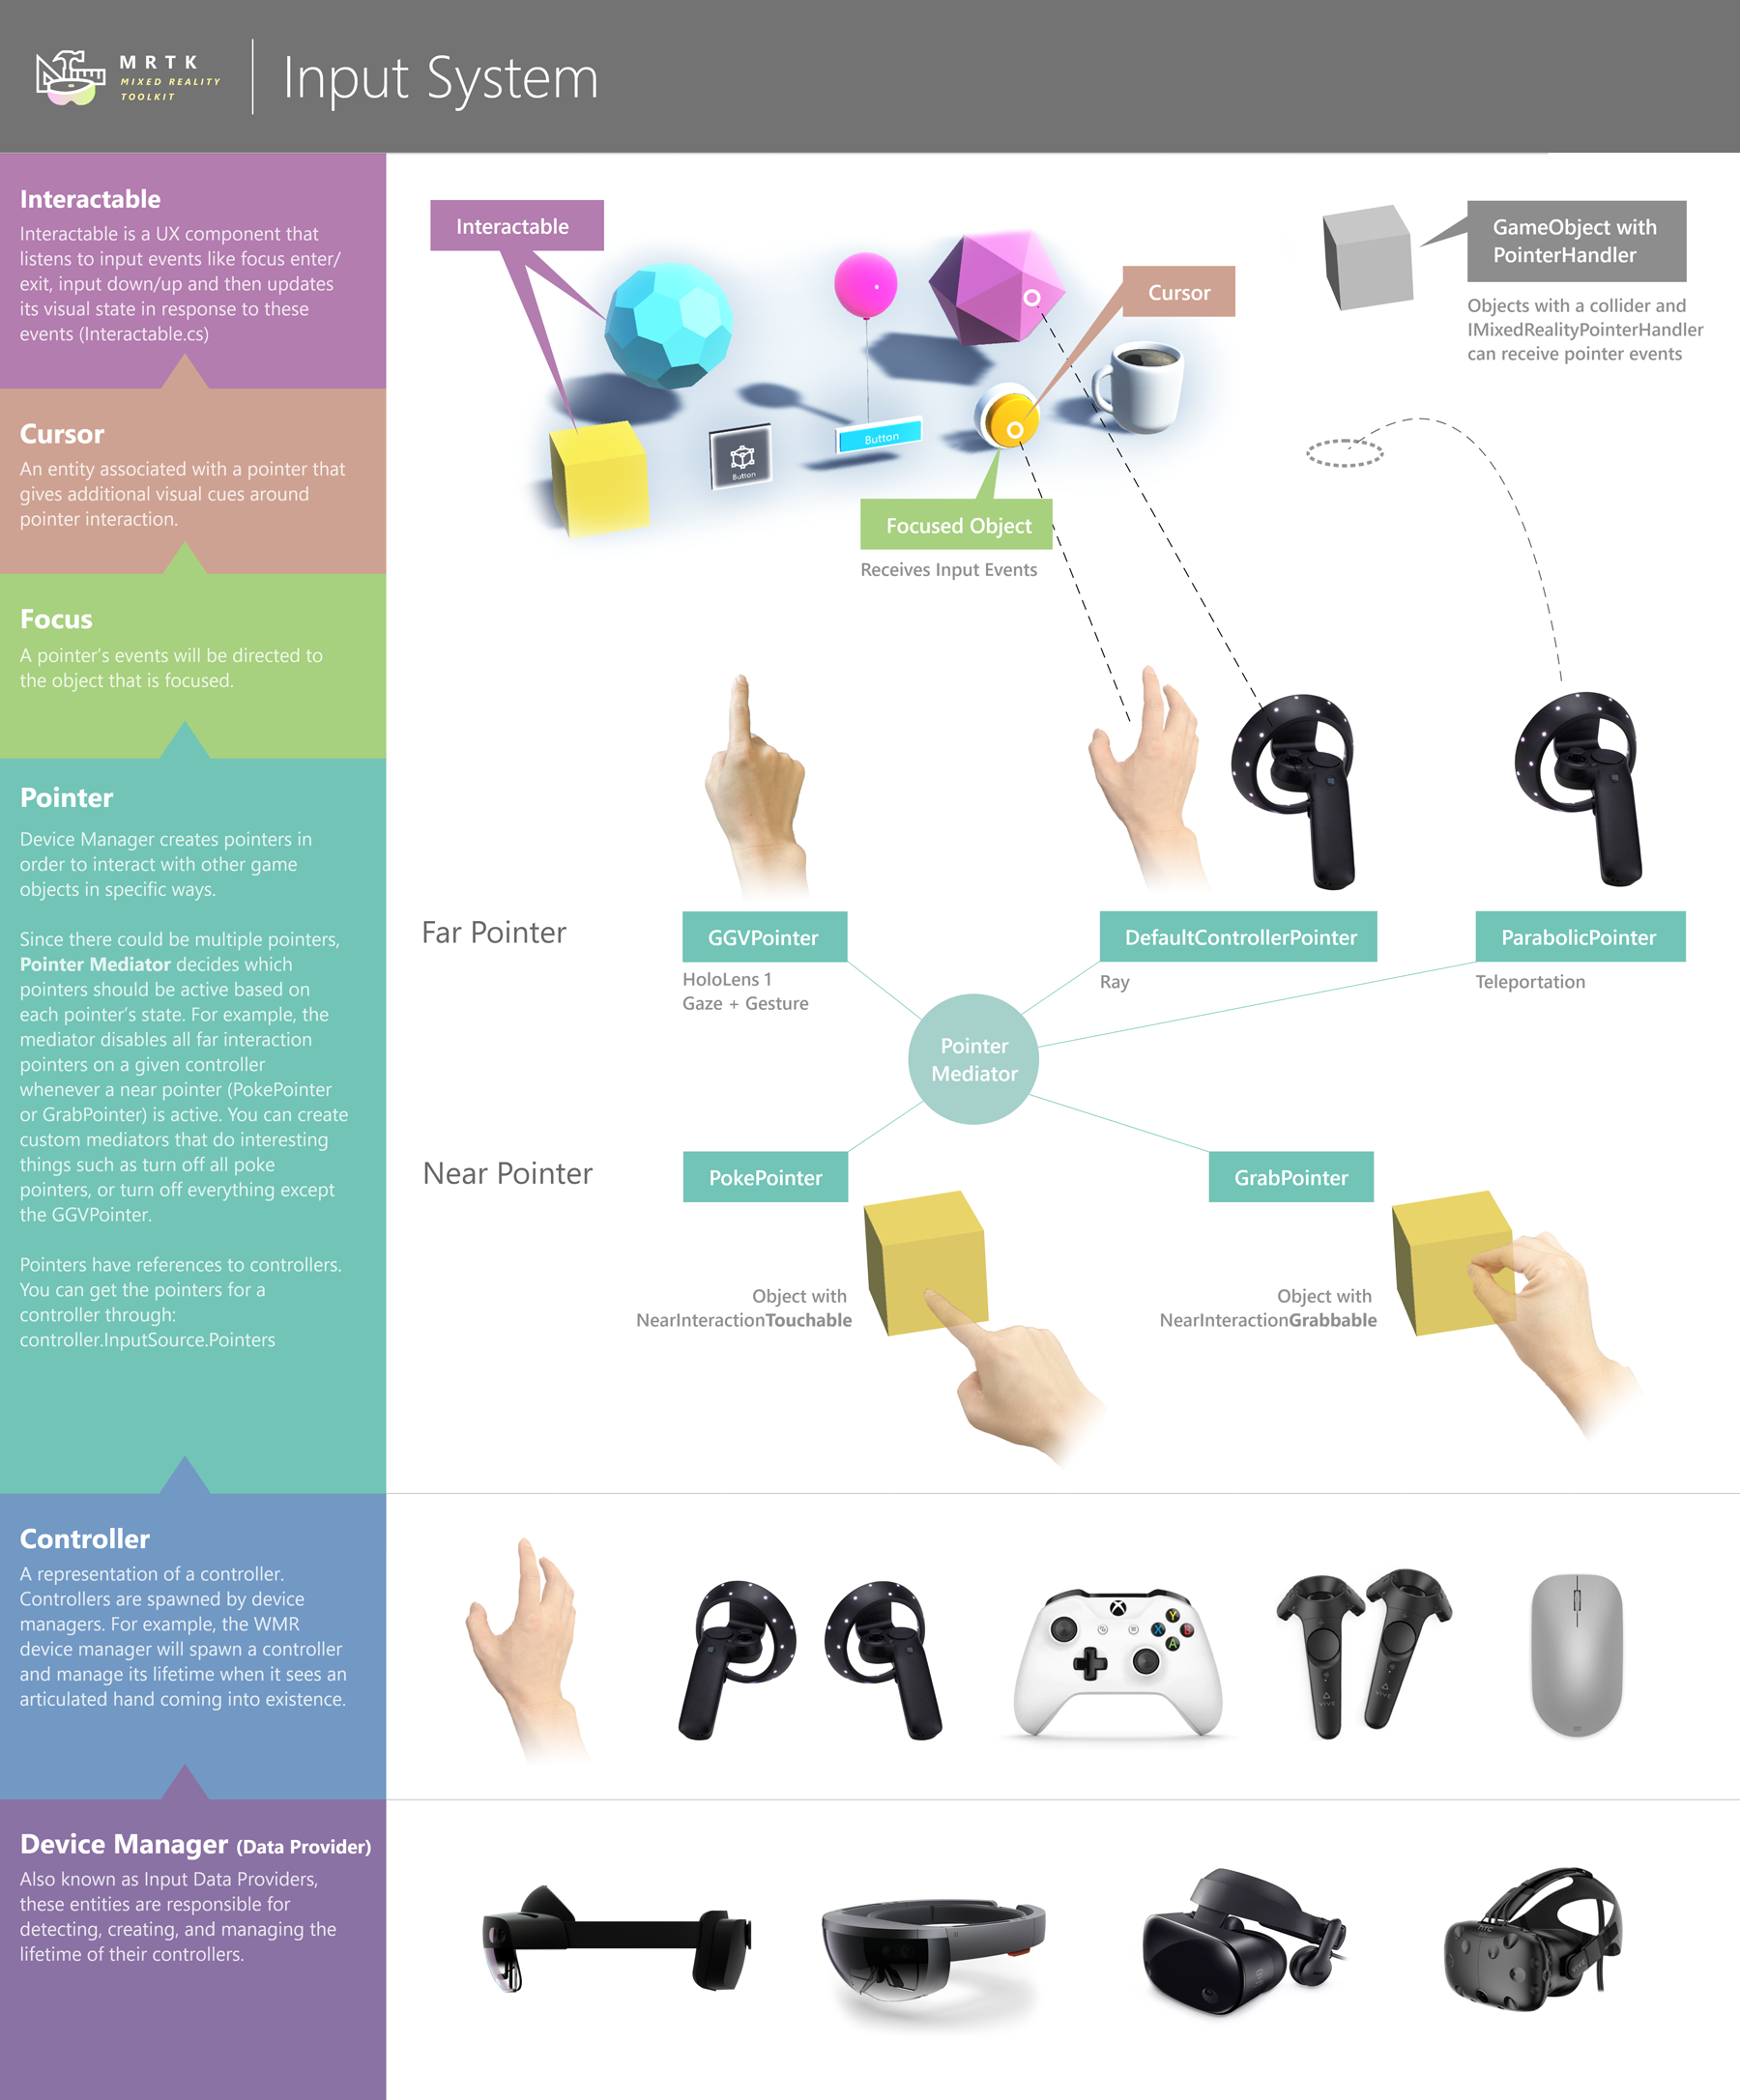 MRTK
MIXED REALITY
TOOLKIT
Input System
Interactable
Interactable is a UX component that
listens to input events like focus enter/
exit, input down/up and then updates
its visual state in response to these
events (Interactable.cs)
Cursor
An entity associated with a pointer that
gives additional visual cues around
pointer interaction.
Focus
A pointer's events will be directed to
the object that is focused.
Pointer
Device Manager creates pointers in
order to interact with other game
objects in specific ways.
Since there could be multiple pointers,
Pointer Mediator decides which
pointers should be active based on
each pointer's state. For example, the
mediator disables all far interaction
pointers on a given controller
whenever a near pointer (PokePointer
or GrabPointer) is active. You can create
custom mediators that do interesting
things such as turn off all poke
pointers, or turn off everything except
the GGVPointer.
Pointers have references to controllers.
You can get the pointers for a
controller through:
controller.InputSource.Pointers
Controller
A representation of a controller.
Controllers are spawned by device
managers. For example, the WMR
device manager will spawn a controller
and manage its lifetime when it sees an
articulated hand coming into existence.
Device Manager (Data Provider)
Also known as Input Data Providers,
these entities are responsible for
detecting, creating, and managing the
lifetime of their controllers.
Interactable
Cursor
GameObject with
PointerHandler
Objects with a collider and
IMixedRealityPointerHandler
can receive pointer events
Button
Button
Focused Object
Receives Input Events
Far Pointer
GGVPointer
HoloLens 1
Gaze + Gesture
DefaultControllerPointer
Ray
ParabolicPointer
Teleportation
Pointer
Mediator
Near Pointer
PokePointer
Object with
NearInteractionTouchable
GrabPointer
Object with
NearInteractionGrabbable
Y
X
B
A
VIVE
VIVE